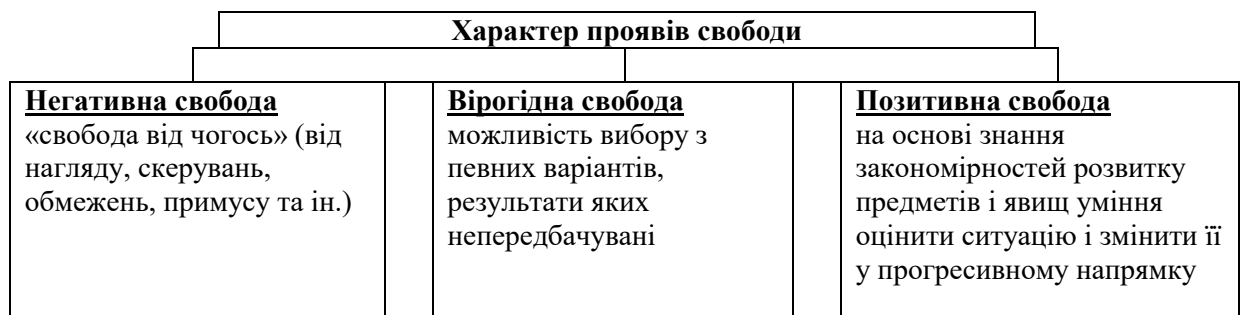 Характер проявів свободи
Негативна свобода
«свобода від чогось» (від
нагляду, скерувань,
обмежень, примусу та ін.)
Вірогідна свобода
можливість вибору з
певних варіантів,
результати яких
непередбачувані
Позитивна свобода
на основі знання
закономірностей розвитку
предметів і явищ уміння
оцінити ситуацію і змінити її
у прогресивному напрямку